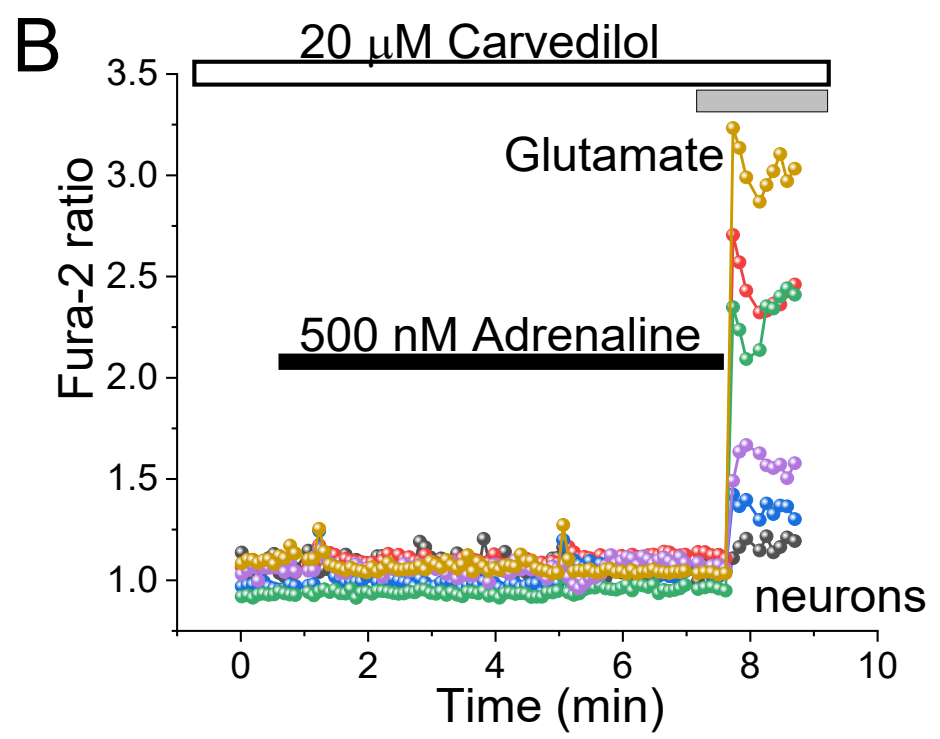 B
20 μM Carvedilol
3.5
Glutamate
3.0
2.5
500 nM Adrenaline
2.0
1.5
1.0
Fura-2 ratio
neurons
0 2 4 6 8 10
Time (min)